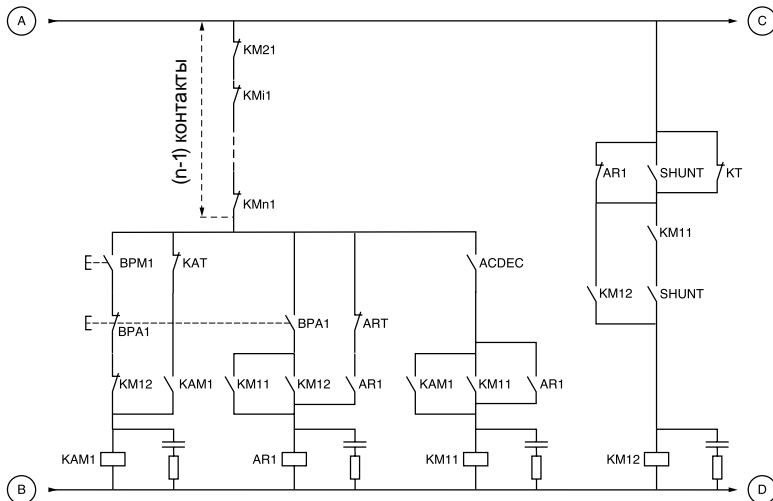 A
C
KM21
KMi1
(n-1) контакты
KMn1
AR1
SHUNT
KT
KM11
BPM1
KAT
ACDEC
KM12
SHUNT
BPA1
BPA1
ART
KM12
KAM1
KM11
KM12
AR1
KAM1
KM11
AR1
KAM1
AR1
KM11
KM12
B
D